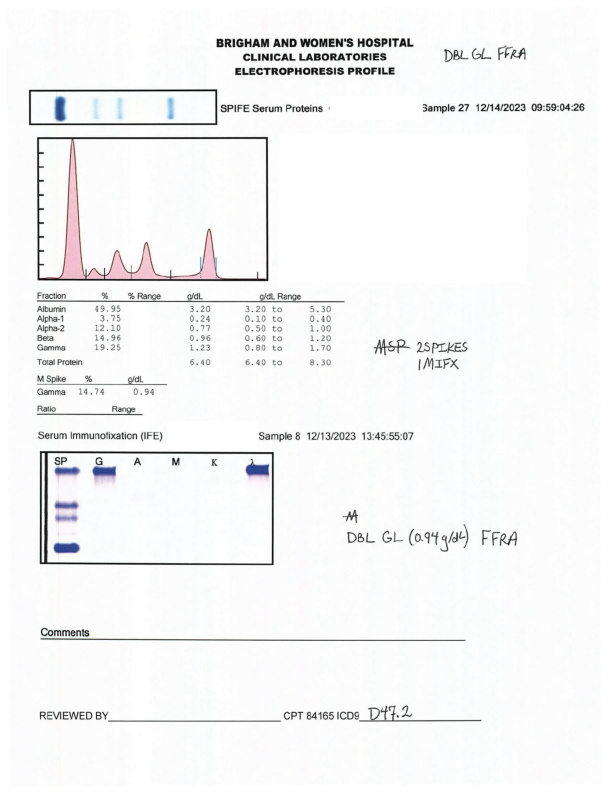 BRIGHAM AND WOMEN'S HOSPITAL
CLINICAL LABORATORIES
ELECTROPHORESIS PROFILE
DBL GL FFRA
SPIFE Serum Proteins Sample 27 12/14/2023 09:59:04:26
Fraction % % Range g/dL g/dL Range
Albumin 49.95 3.20 3.20 to 5.30
Alpha-1 3.75 0.24 0.10 to 0.40
Alpha-2 12.10 0.77 0.50 to 1.00
Beta 14.96 0.96 0.60 to 1.20
Gamma 19.25 1.23 0.80 to 1.70
Total Protein 6.40 6.40 to 8.30
MSP 2SPIKES
1MIFX
M Spike % g/dL
Gamma 14.74 0.94
Ratio Range
Serum Immunofixation (IFE) Sample 8 12/13/2023 13:45:55:07
SP G A M K λ
M
DBL GL (0.94g/dL) FFRA
Comments
REVIEWED BY CPT 84165 ICD9 D47.2